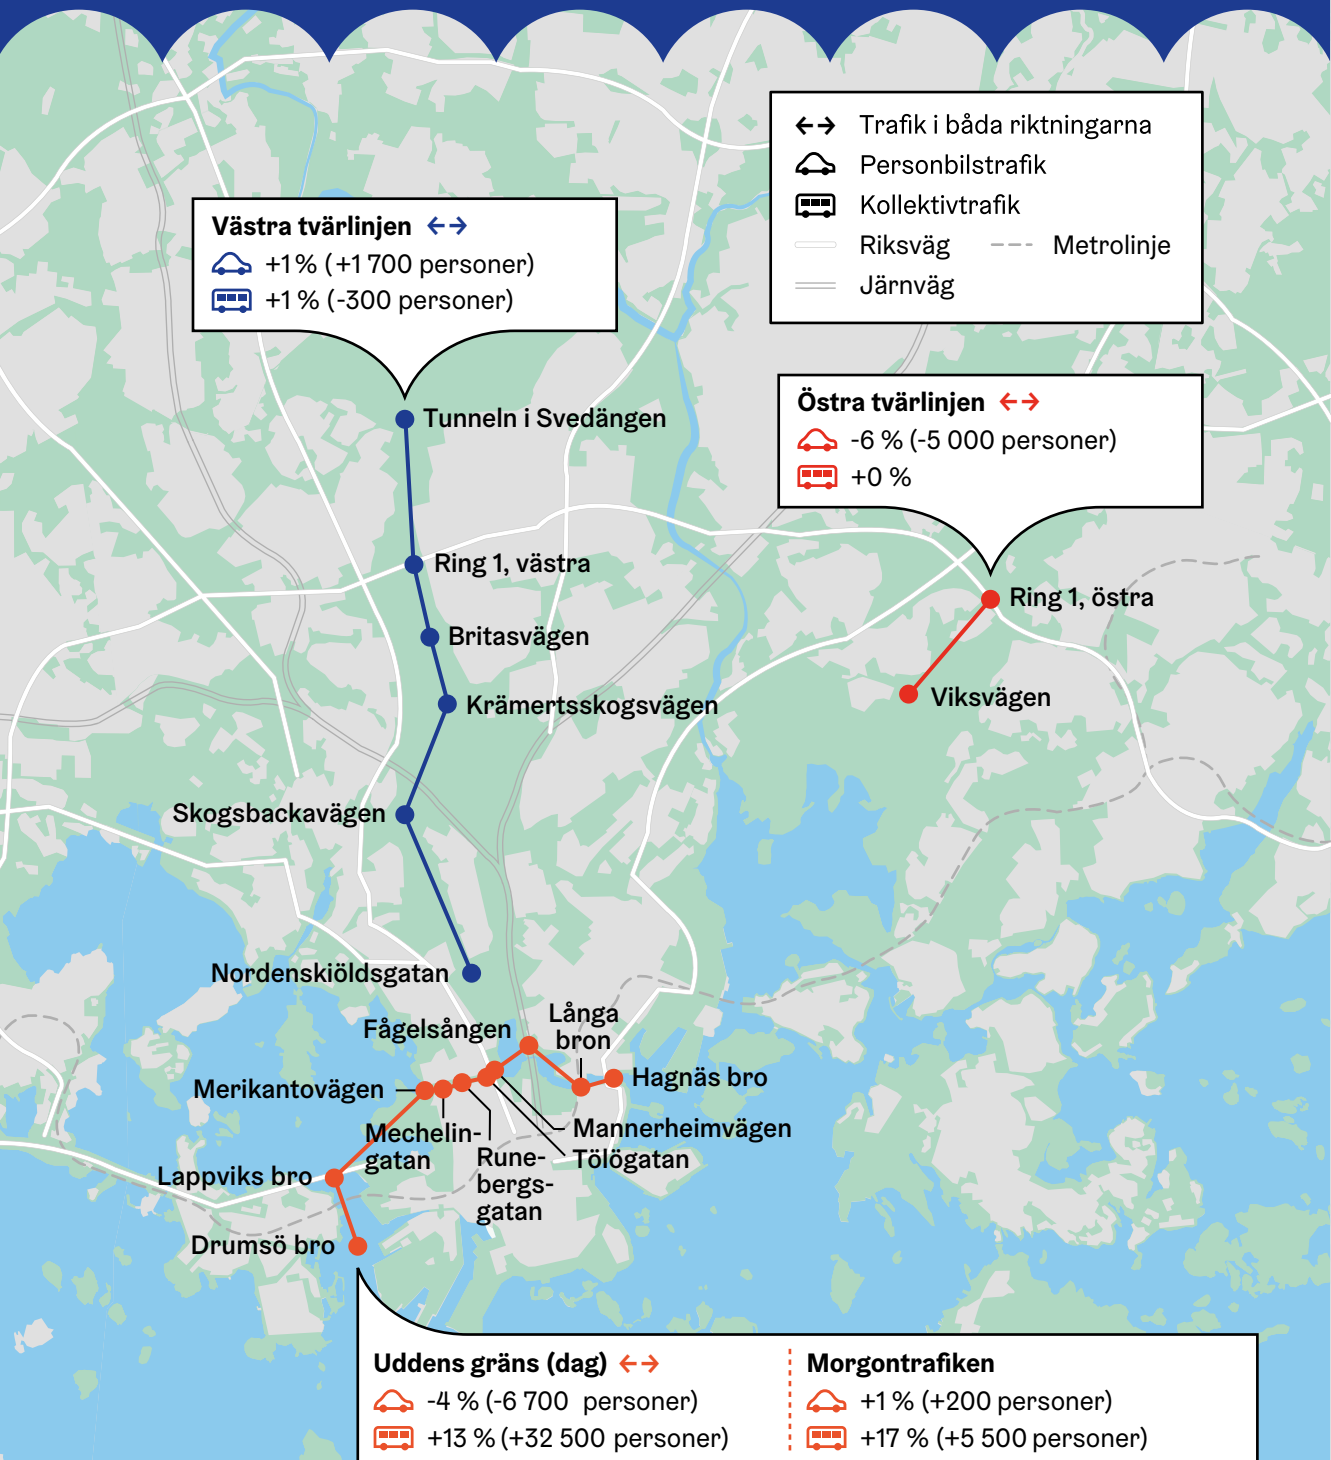 Trafik i båda riktningarna
Personbilstrafik
Kollektivtrafik
Riksväg
Metrolinje
Järnväg
Västra tvärlinjen
+1 % (+1 700 personer)
+1 % (-300 personer)
Östra tvärlinjen
-6 % (-5 000 personer)
+0 %
Tunneln i Svedängen
Ring 1, västra
Ring 1, östra
Britasvägen
Viksvägen
Krämertsskogsvägen
Skogsbackavägen
Nordenskiöldsgatan
Fågelsången
Långa
bron
Hagnäs bro
Merikantovägen
Mechelin-
gatan
Mannerheimvägen
Tölögatan
Rune-
bergs-
gatan
Lappviks bro
Drumsö bro
Uddens gräns (dag)
-4 % (-6 700 personer)
+13 % (+32 500 personer)
Morgontrafiken
+1 % (+200 personer)
+17 % (+5 500 personer)